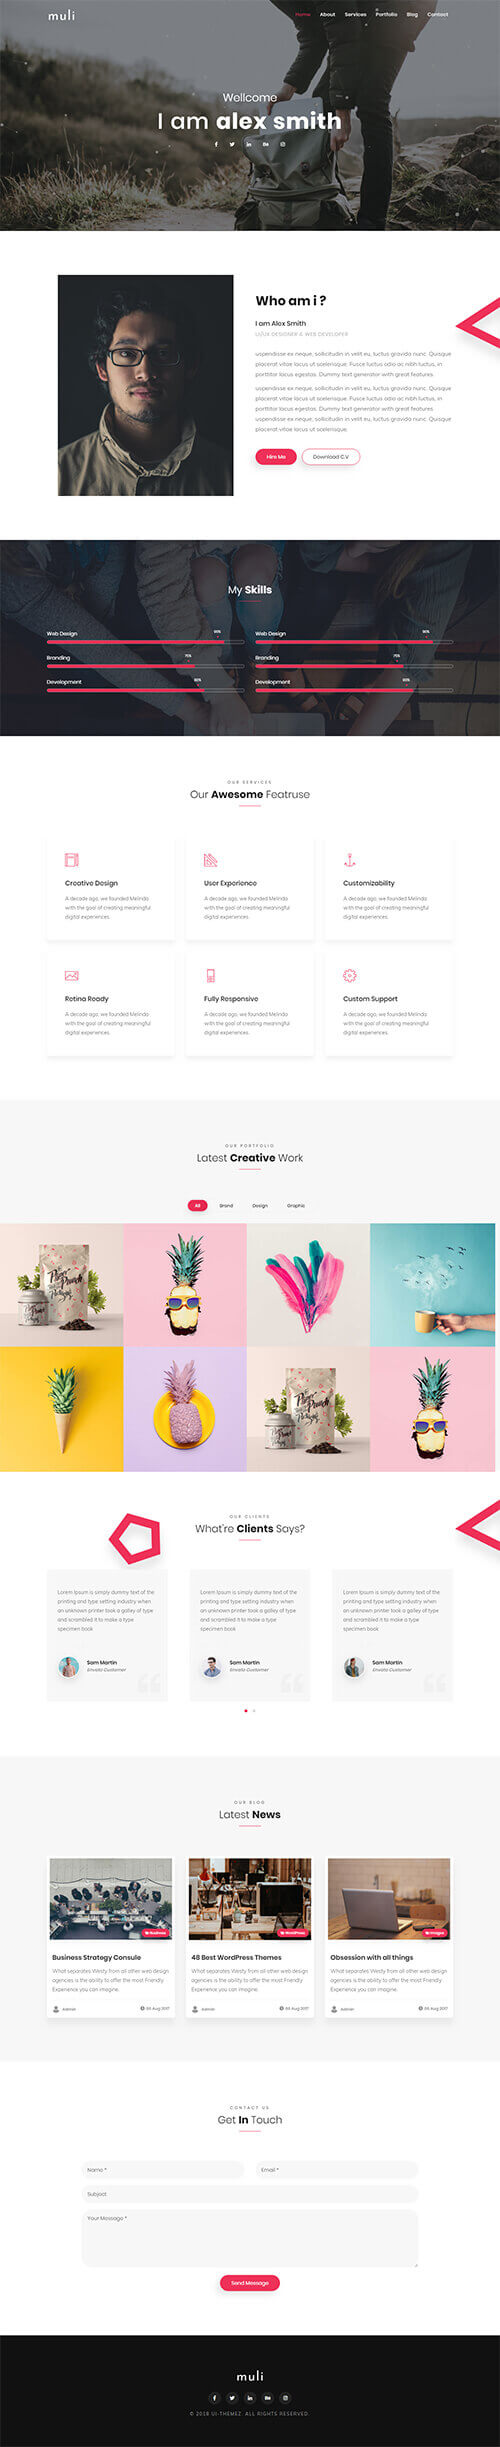 muli
Home About Services Portfolio Blog Contact
Wellcome
I am alex smith
Who am i ?
I am Alex Smith
UI/UX DESIGNER & WEB DEVELOPER
uspendisse ex neque, sollicitudin in velit eu, luctus gravida nunc. Quisque
placerat vitae lacus ut scelerisque. Fusce luctus odio ac nibh luctus, in
porttitor lacus egestas. Dummy text generator with great features.
uspendisse ex neque, sollicitudin in velit eu, luctus gravida nunc. Quisque
placerat vitae lacus ut scelerisque. Fusce luctus odio ac nibh luctus, in
porttitor lacus egestas. Dummy text generator with great features
uspendisse ex neque, sollicitudin in velit eu, luctus gravida nunc. Quisque
placerat vitae lacus ut scelerisque.
Hire Me
Download C.V
My Skills
Web Design 90%
Web Design 90%
Branding 75%
Branding 75%
Development 80%
Development 80%
OUR SERVICES
Our Awesome Featruse
Creative Design
A decade ago, we founded Melinda
with the goal of creating meaningful
digital experiences.
User Experience
A decade ago, we founded Melinda
with the goal of creating meaningful
digital experiences.
Customizability
A decade ago, we founded Melinda
with the goal of creating meaningful
digital experiences.
Retina Ready
A decade ago, we founded Melinda
with the goal of creating meaningful
digital experiences.
Fully Responsive
A decade ago, we founded Melinda
with the goal of creating meaningful
digital experiences.
Custom Support
A decade ago, we founded Melinda
with the goal of creating meaningful
digital experiences.
OUR PORTFOLIO
Latest Creative Work
All Brand Design Graphic
OUR CLIENTS
What're Clients Says?
Lorem Ipsum is simply dummy text of the
printing and type setting industry when
an unknown printer took a galley of type
and scrambled it to make a type
specimen book
Sam Martin
Envato Customer
Lorem Ipsum is simply dummy text of the
printing and type setting industry when
an unknown printer took a galley of type
and scrambled it to make a type
specimen book
Sam Martin
Envato Customer
Lorem Ipsum is simply dummy text of the
printing and type setting industry when
an unknown printer took a galley of type
and scrambled it to make a type
specimen book
Sam Martin
Envato Customer
OUR BLOG
Latest News
Business
Business Strategy Consule
What separates Westy from all other web design
agencies is the ability to offer the most Friendly
Experience you can imagine.
Admin 06 Aug 2017
WordPress
48 Best WordPress Themes
What separates Westy from all other web design
agencies is the ability to offer the most Friendly
Experience you can imagine.
Admin 06 Aug 2017
Images
Obsession with all things
What separates Westy from all other web design
agencies is the ability to offer the most Friendly
Experience you can imagine.
Admin 06 Aug 2017
CONTACT US
Get In Touch
Name *
Email *
Subject
Your Message *
Send Message
muli
© 2018 UI-THEMEZ. ALL RIGHTS RESERVED.